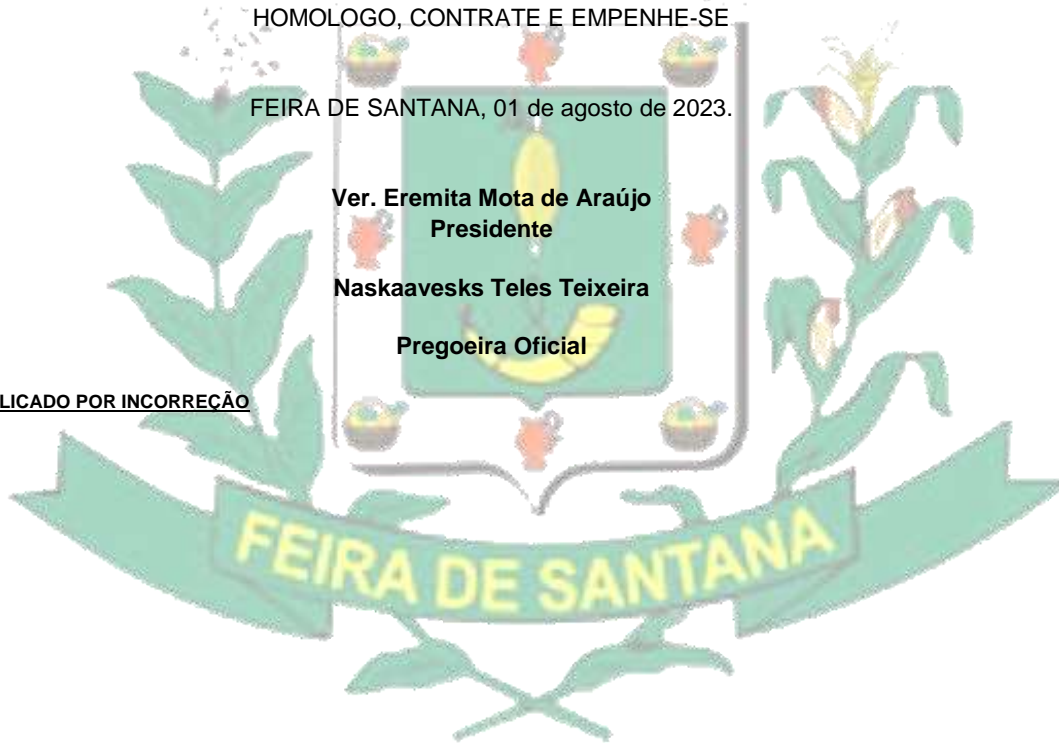 HOMOLOGO, CONTRATE E EMPENHE-SE
FEIRA DE SANTANA, 01 de agosto de 2023.
Ver. Eremita Mota de Araújo
Presidente
Naskaavesks Teles Teixeira
Pregoeira Oficial
LICADO POR INCORREÇÃO
FEIRA DE SANTANA